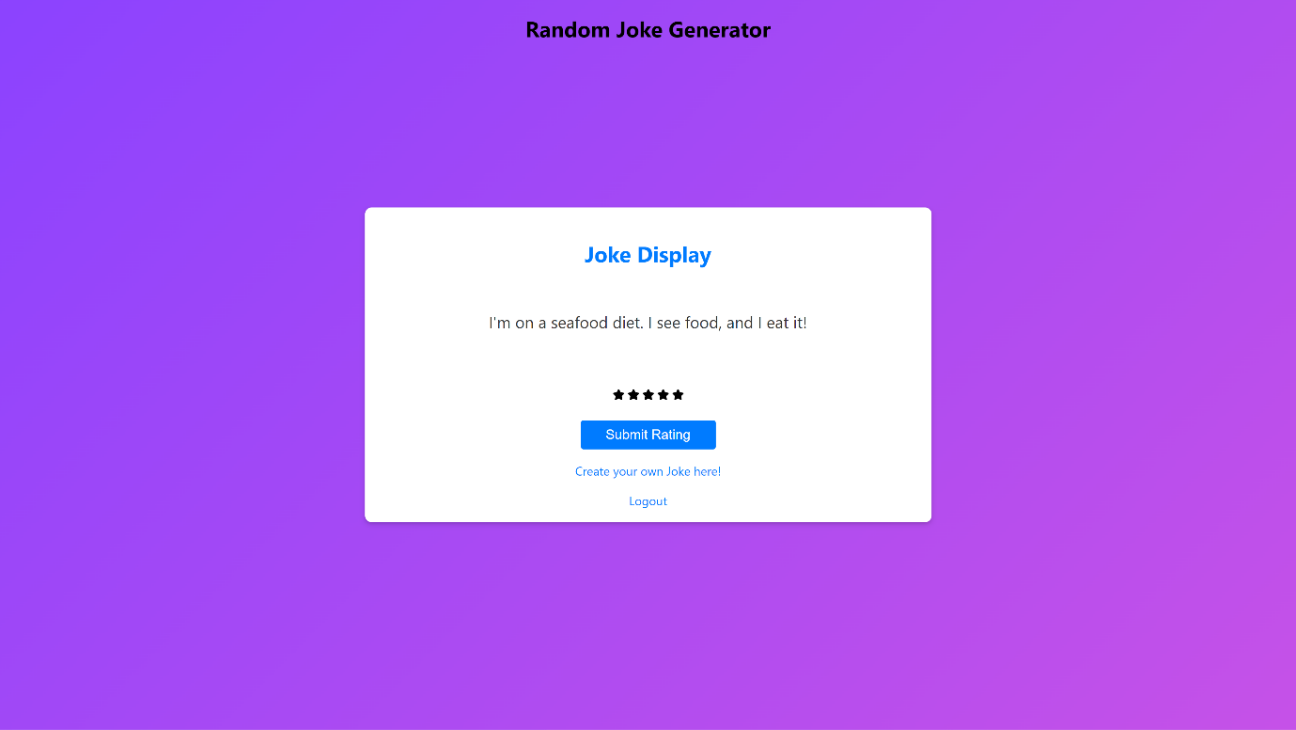 Random Joke Generator
Joke Display
I'm on a seafood diet. I see food, and I eat it!
Submit Rating
Create your own Joke here!
Logout